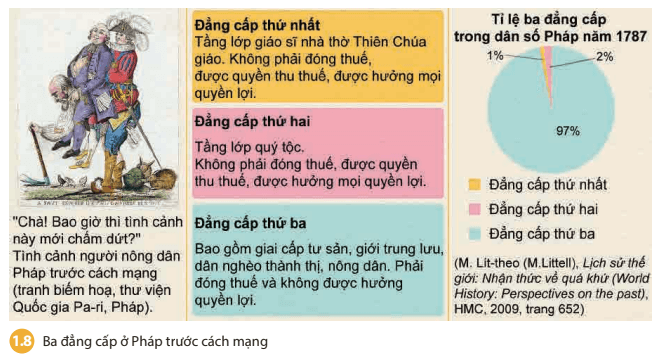 "Chà! Bao giờ thì tình cảnh
này mới chấm dứt?"
Tình cảnh người nông dân
Pháp trước cách mạng
(tranh biếm hoạ, thư viện
Quốc gia Pa-ri, Pháp).
Đẳng cấp thứ nhất
Tầng lớp giáo sĩ nhà thờ Thiên Chúa
giáo. Không phải đóng thuế,
được quyền thu thuế, được hưởng mọi
quyền lợi.
Đẳng cấp thứ hai
Tầng lớp quý tộc.
Không phải đóng thuế, được quyền
thu thuế, được hưởng mọi quyền lợi.
Đẳng cấp thứ ba
Bao gồm giai cấp tư sản, giới trung lưu,
dân nghèo thành thị, nông dân. Phải
đóng thuế và không được hưởng
quyền lợi.
Tỉ lệ ba đẳng cấp
trong dân số Pháp năm 1787
1%
2%
97%
Đẳng cấp thứ nhất
Đẳng cấp thứ hai
Đẳng cấp thứ ba
(M. Lit-theo (M.Littell), Lịch sử thế
giới: Nhận thức về quá khứ (World
History: Perspectives on the past),
HMC, 2009, trang 652)
1.8 Ba đẳng cấp ở Pháp trước cách mạng